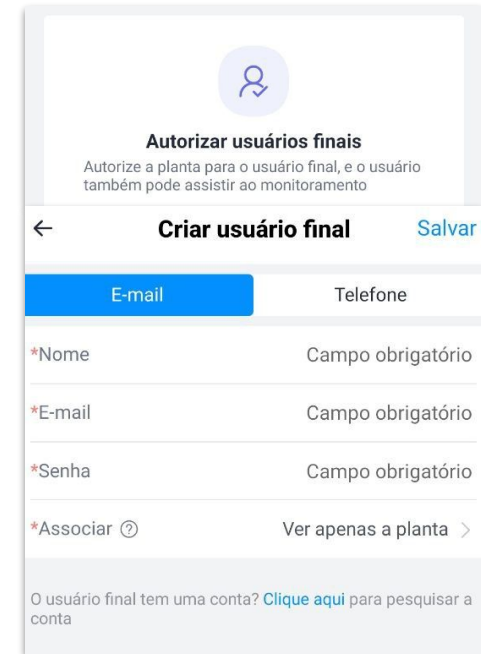 Autorizar usuários finais
Autorize a planta para o usuário final, e o usuário
também pode assistir ao monitoramento
Criar usuário final
Salvar
E-mail
Telefone
*Nome
Campo obrigatório
*E-mail
Campo obrigatório
*Senha
Campo obrigatório
*Associar
Ver apenas a planta
O usuário final tem uma conta? Clique aqui para pesquisar a
conta